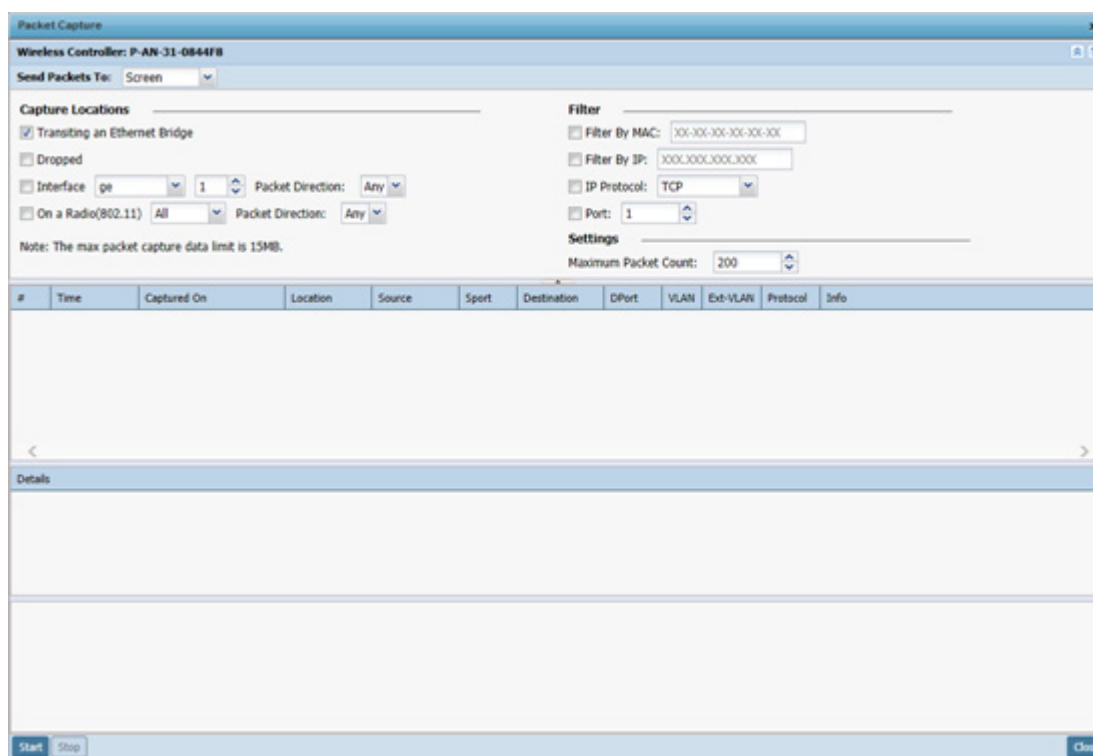 Packet Capture
Wireless Controller: P-AN-31-0844F8
Send Packets To: Screen
Capture Locations
Transiting an Ethernet Bridge
Dropped
Interface ge 1 Packet Direction: Any
On a Radio(802.11) All Packet Direction: Any
Note: The max packet capture data limit is 15MB.
Filter
Filter By MAC: XX-XX-XX-XX-XX-XX
Filter By IP: XXX.XXX.XXX.XXX
IP Protocol: TCP
Port: 1
Settings
Maximum Packet Count: 200
# Time Captured On Location Source Sport Destination DPort VLAN Ext-VLAN Protocol Info
Details
Start Stop Clos